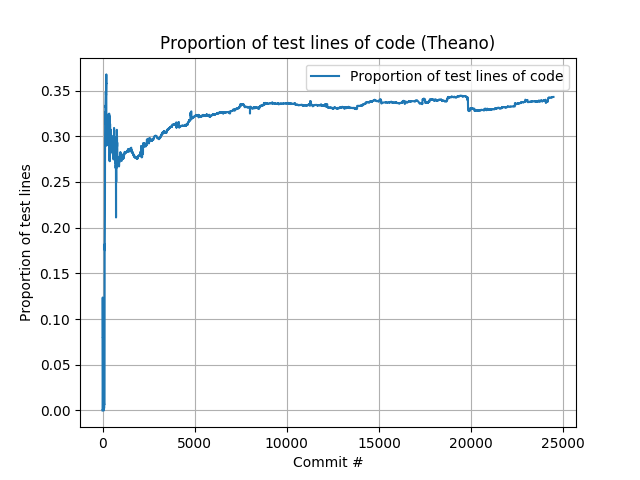 Proportion of test lines of code (Theano)
Proportion of test lines of code
Proportion of test lines
0.35
0.30
0.25
0.20
0.15
0.10
0.05
0.00
0 5000 10000 15000 20000 25000
Commit #